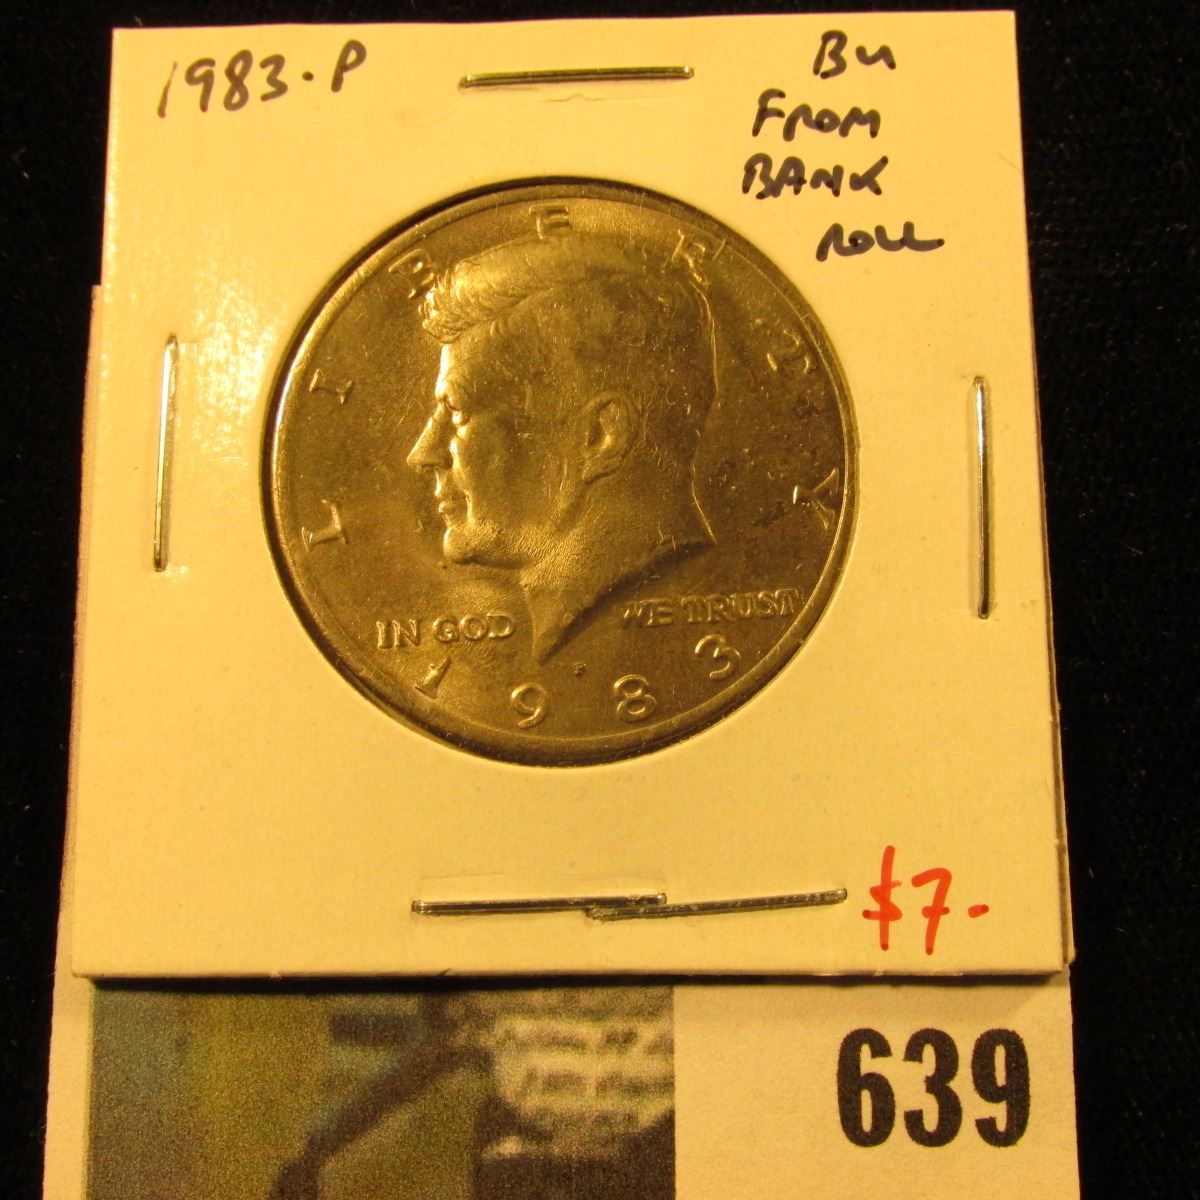 1983-P
BU
FROM
BANK
ROLL
LIBERTY
IN GOD WE TRUST
P
1983
$7-
639